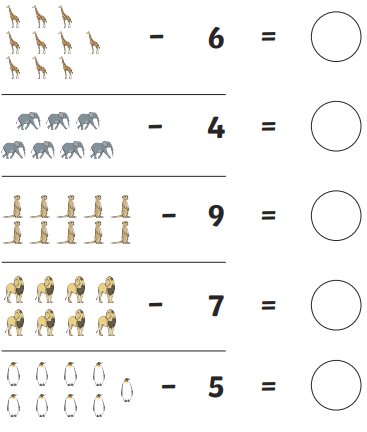 - 6 =
- 4 =
- 9 =
- 7 =
- 5 =